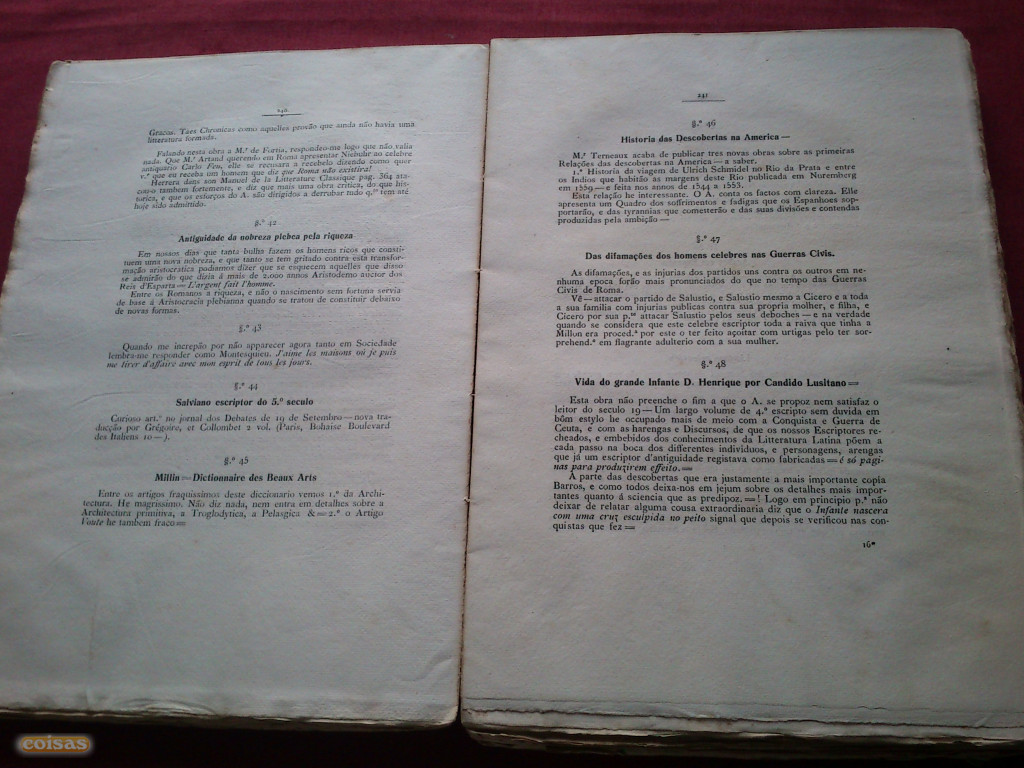 240
Gracus. Taes Chronicas como aquelles provão que ainda não havia uma
litteratura formada.
Fallando nesta obra a M.ʳ de Fortia, respondeo-me logo que não valia
nada. Que M.ʳ Artaud querendo em Roma apresentar Niebuhr ao celebre
antiquario Carlo Feo, elle se recusara a recebelo dizendo como quer
v.ª que eu receba um homem que diz que Roma não existira!
Herrera dans son Manuel de la Litterature Classique pag. 364 ata-
cou-o tambem fortemente, e diz que mais uma obra critica, do que his-
torica, e que os esforços do A. são dirigidos a derrubar tudo q.ᵗᵒ tem até
hoje sido admittido.
§.º 42
Antiguidade da nobreza plebea pela riqueza
Em nossos dias que tanta bulha fazem os homens ricos que consti-
tuem uma nova nobreza, e que tanto se tem gritado contra esta transfor-
mação aristocratica podiamos dizer que se esquecem aquelles que disso
se admirão do que dizia á mais de 2.000 annos Aristodemo auctor dos
Reis d'Esparta — L'argent fait l'homme.
Entre os Romanos a riqueza, e não o nascimento sem fortuna servia
de base á Aristocracia plebianna quando se tratou de constituir debaixo
de novas formas.
§.º 43
Quando me increpão por não apparecer agora tanto em Sociedade
lembra-me responder como Montesquieu. J'aime les maisons où je puis
me tirer d'affaire avec mon esprit de tous les jours.
§.º 44
Salviano escriptor do 5.º seculo
Curioso art.º no jornal dos Debates de 19 de Setembro — nova tra-
ducção por Grégoire, et Collombet 2 vol. (Paris, Bohaise Boulevard
des Italiens 10 —).
§.º 45
Millin = Dictionnaire des Beaux Arts
Entre os artigos fraquissimos deste diccionario vemos 1.º da Archi-
tectura. He magrissimo. Não diz nada, nem entra em detalhes sobre a
Architectura primitiva, a Troglodytica, a Pelasgica & = 2.º o Artigo
Voute he tambem fraco =
241
§.º 46
Historia das Descobertas na America —
M.ʳ Terneaux acaba de publicar tres novas obras sobre as primeiras
Relações das descobertas na America — a saber.
1.ª Historia da viagem de Ulrich Schmidel no Rio da Prata e entre
os Indios que habitão as margens deste Rio publicada em Nuremberg
em 1559 — e feita nos annos de 1544 a 1553.
Esta relação he interessante. O A. conta os factos com clareza. Elle
apresenta um Quadro dos soffrimentos e fadigas que os Espanhoes sop-
portarão, e das tyrannias que cometterão e das suas divisões e contendas
produzidas pela ambição —
§.º 47
Das difamações dos homens celebres nas Guerras Civis.
As difamações, e as injurias dos partidos uns contra os outros em ne-
nhuma epoca forão mais pronunciados do que no tempo das Guerras
Civis de Roma.
Vê — attacar o partido de Salustio, e Salustio mesmo a Cicero e a toda
a sua familia com injurias publicas contra sua propria mulher, e filha, e
Cicero por sua p.ᵗᵉ attacar Salustio pelos seus deboches — e na verdade
quando se considera que este celebre escriptor toda a raiva que tinha a
Millon era proced.ª por este o ter feito açoitar com urtigas pelo ter sor-
prehend.º em flagrante adulterio com a sua mulher.
§.º 48
Vida do grande Infante D. Henrique por Candido Lusitano =
Esta obra não preenche o fim a que o A. se propoz nem satisfaz o
leitor do seculo 19 — Um largo volume de 4.º escripto sem duvida em
bôm estylo he occupado mais de meio com a Conquista e Guerra de
Ceuta, e com as harengas e Discursos, de que os nossos Escriptores re-
cheados, e embebidos dos conhecimentos da Litteratura Latina põem a
cada passo na boca dos differentes individuos, e personagens, arengas
que já um escriptor d'antiguidade registava como fabricadas = é só pagi-
nas para produzirem effeito. =
Á parte das descobertas que era justamente a mais importante copia
Barros, e como todos deixa-nos em jejum sobre os detalhes mais impor-
tantes quanto á sciencia que as predipoz. = ! Logo em principio p.ª não
deixar de relatar alguma cousa extraordinaria diz que o Infante nascera
com uma cruz esculpida no peito signal que depois se verificou nas con-
quistas que fez =
16*
coisas